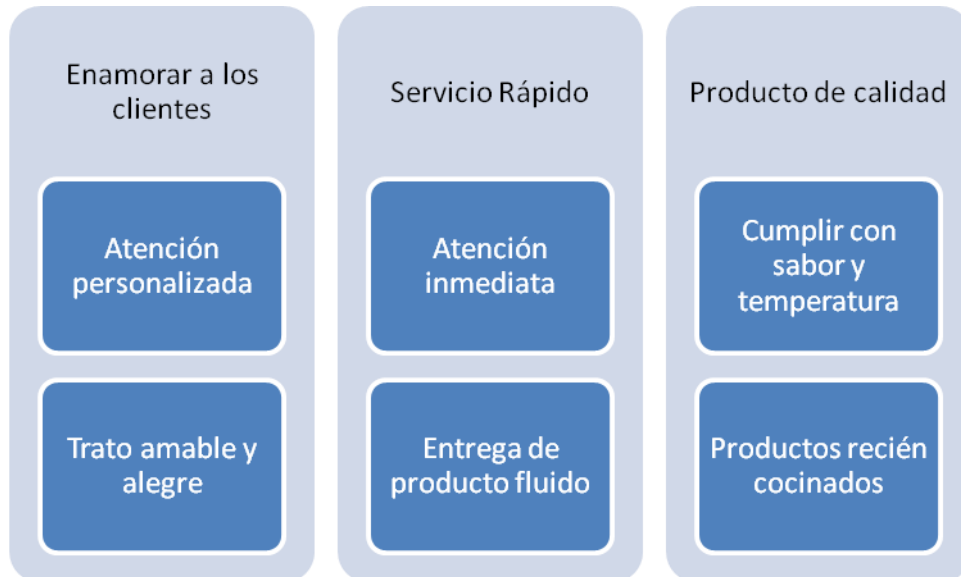 Enamorar a los
clientes
Atención
personalizada
Trato amable y
alegre
Servicio Rápido
Atención
inmediata
Entrega de
producto fluido
Producto de calidad
Cumplir con
sabor y
temperatura
Productos recién
cocinados